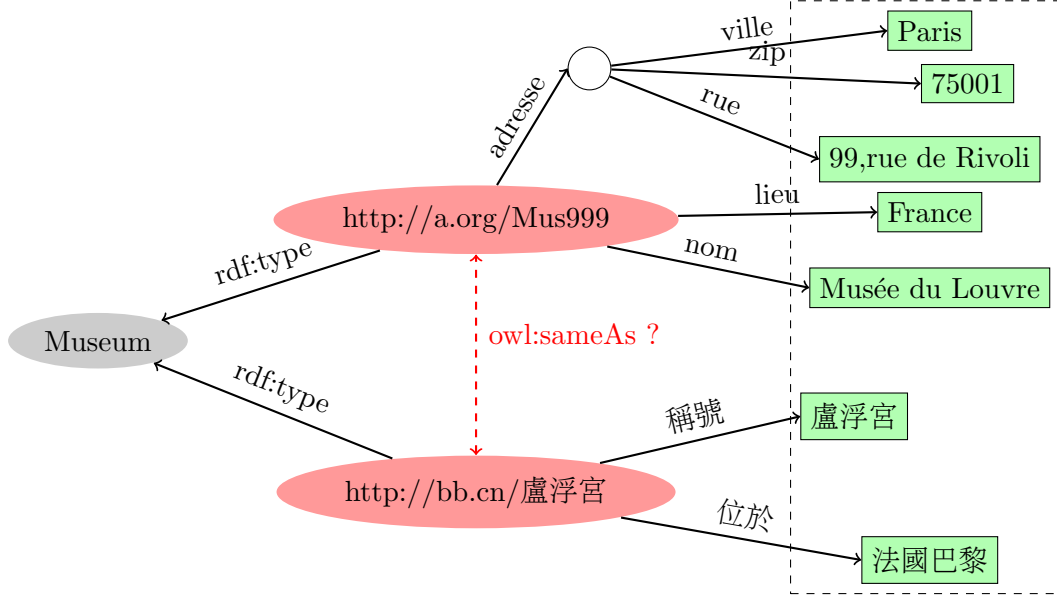 ville
Paris
zip
75001
adresse
rue
99,rue de Rivoli
http://a.org/Mus999
lieu
France
nom
Musée du Louvre
rdf:type
Museum
owl:sameAs ?
rdf:type
稱號
盧浮宮
http://bb.cn/盧浮宮
位於
法國巴黎